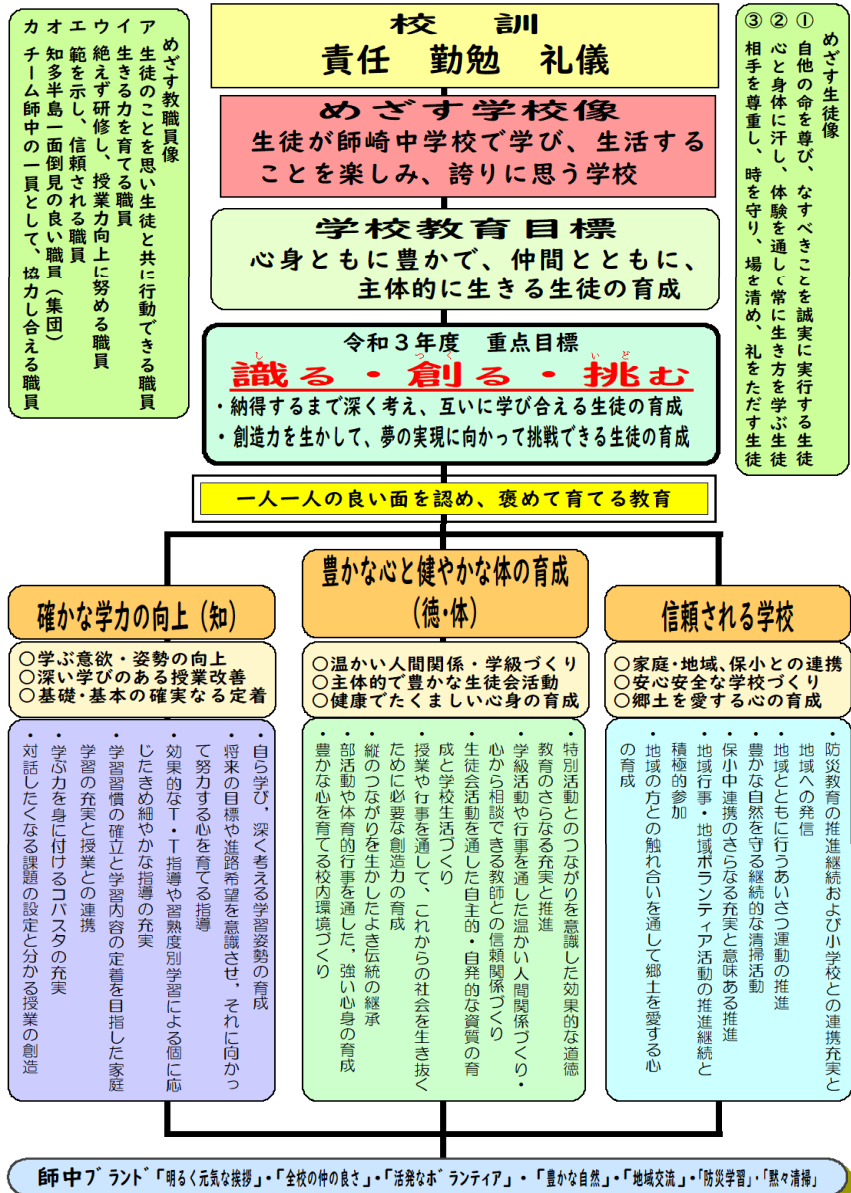 校訓
責任　勤勉　礼儀
めざす学校像
生徒が師崎中学校で学び、生活する
ことを楽しみ、誇りに思う学校
学校教育目標
心身ともに豊かで、仲間とともに、
主体的に生きる生徒の育成
めざす生徒像
① 自他の命を尊び、なすべきことを誠実に実行する生徒
② 心と身体に汗し、体験を通して常に生き方を学ぶ生徒
③ 相手を尊重し、時を守り、場を清め、礼をただす生徒
めざす教職員像
ア 生徒のことを思い生徒と共に行動できる職員
イ 生きる力を育てる職員
ウ 絶えず研修し、授業力向上に努める職員
エ 範を示し、信頼される職員
オ 知多半島一面倒見の良い職員（集団）
カ チーム師中の一員として、協力し合える職員
令和３年度　重点目標
し つく いど
識る・創る・挑む
・納得するまで深く考え、互いに学び合える生徒の育成
・創造力を生かして、夢の実現に向かって挑戦できる生徒の育成
一人一人の良い面を認め、褒めて育てる教育
確かな学力の向上（知）
○学ぶ意欲・姿勢の向上
○深い学びのある授業改善
○基礎・基本の確実なる定着
・自ら学び，深く考える学習姿勢の育成
・将来の目標や進路希望を意識させ，それに向かっ
て努力する心を育てる指導
・効果的なＴ・Ｔ指導や習熟度別学習による個に応
じたきめ細やかな指導の充実
・学習習慣の確立と学習内容の定着を目指した家庭
学習の充実と授業との連携
・学ぶ力を身に付けるコバスタの充実
・対話したくなる課題の設定と分かる授業の創造
豊かな心と健やかな体の育成
（徳・体）
○温かい人間関係・学級づくり
○主体的で豊かな生徒会活動
○健康でたくましい心身の育成
・特別活動とのつながりを意識した効果的な道徳
教育のさらなる充実と推進
・学級活動や行事を通した温かい人間関係づくり・
心から相談できる教師との信頼関係づくり
・生徒会活動を通した自主的・自発的な資質の育
成と学校生活づくり
・授業や行事を通して、これからの社会を生き抜く
ために必要な創造力の育成
・縦のつながりを生かしたよき伝統の継承
・部活動や体育的行事を通した，強い心身の育成
・豊かな心を育てる校内環境づくり
信頼される学校
○家庭・地域、保小との連携
○安心安全な学校づくり
○郷土を愛する心の育成
・防災教育の推進継続および小学校との連携充実と
地域への発信
・地域とともに行うあいさつ運動の推進
・豊かな自然を守る継続的な清掃活動
・保小中連携のさらなる充実と意味ある推進
・地域行事・地域ボランティア活動の推進継続と
積極的参加
・地域の方との触れ合いを通して郷土を愛する心
の育成
師中ブランド「明るく元気な挨拶」・「全校の仲の良さ」・「活発なボランティア」・「豊かな自然」・「地域交流」・「防災学習」・「黙々清掃」